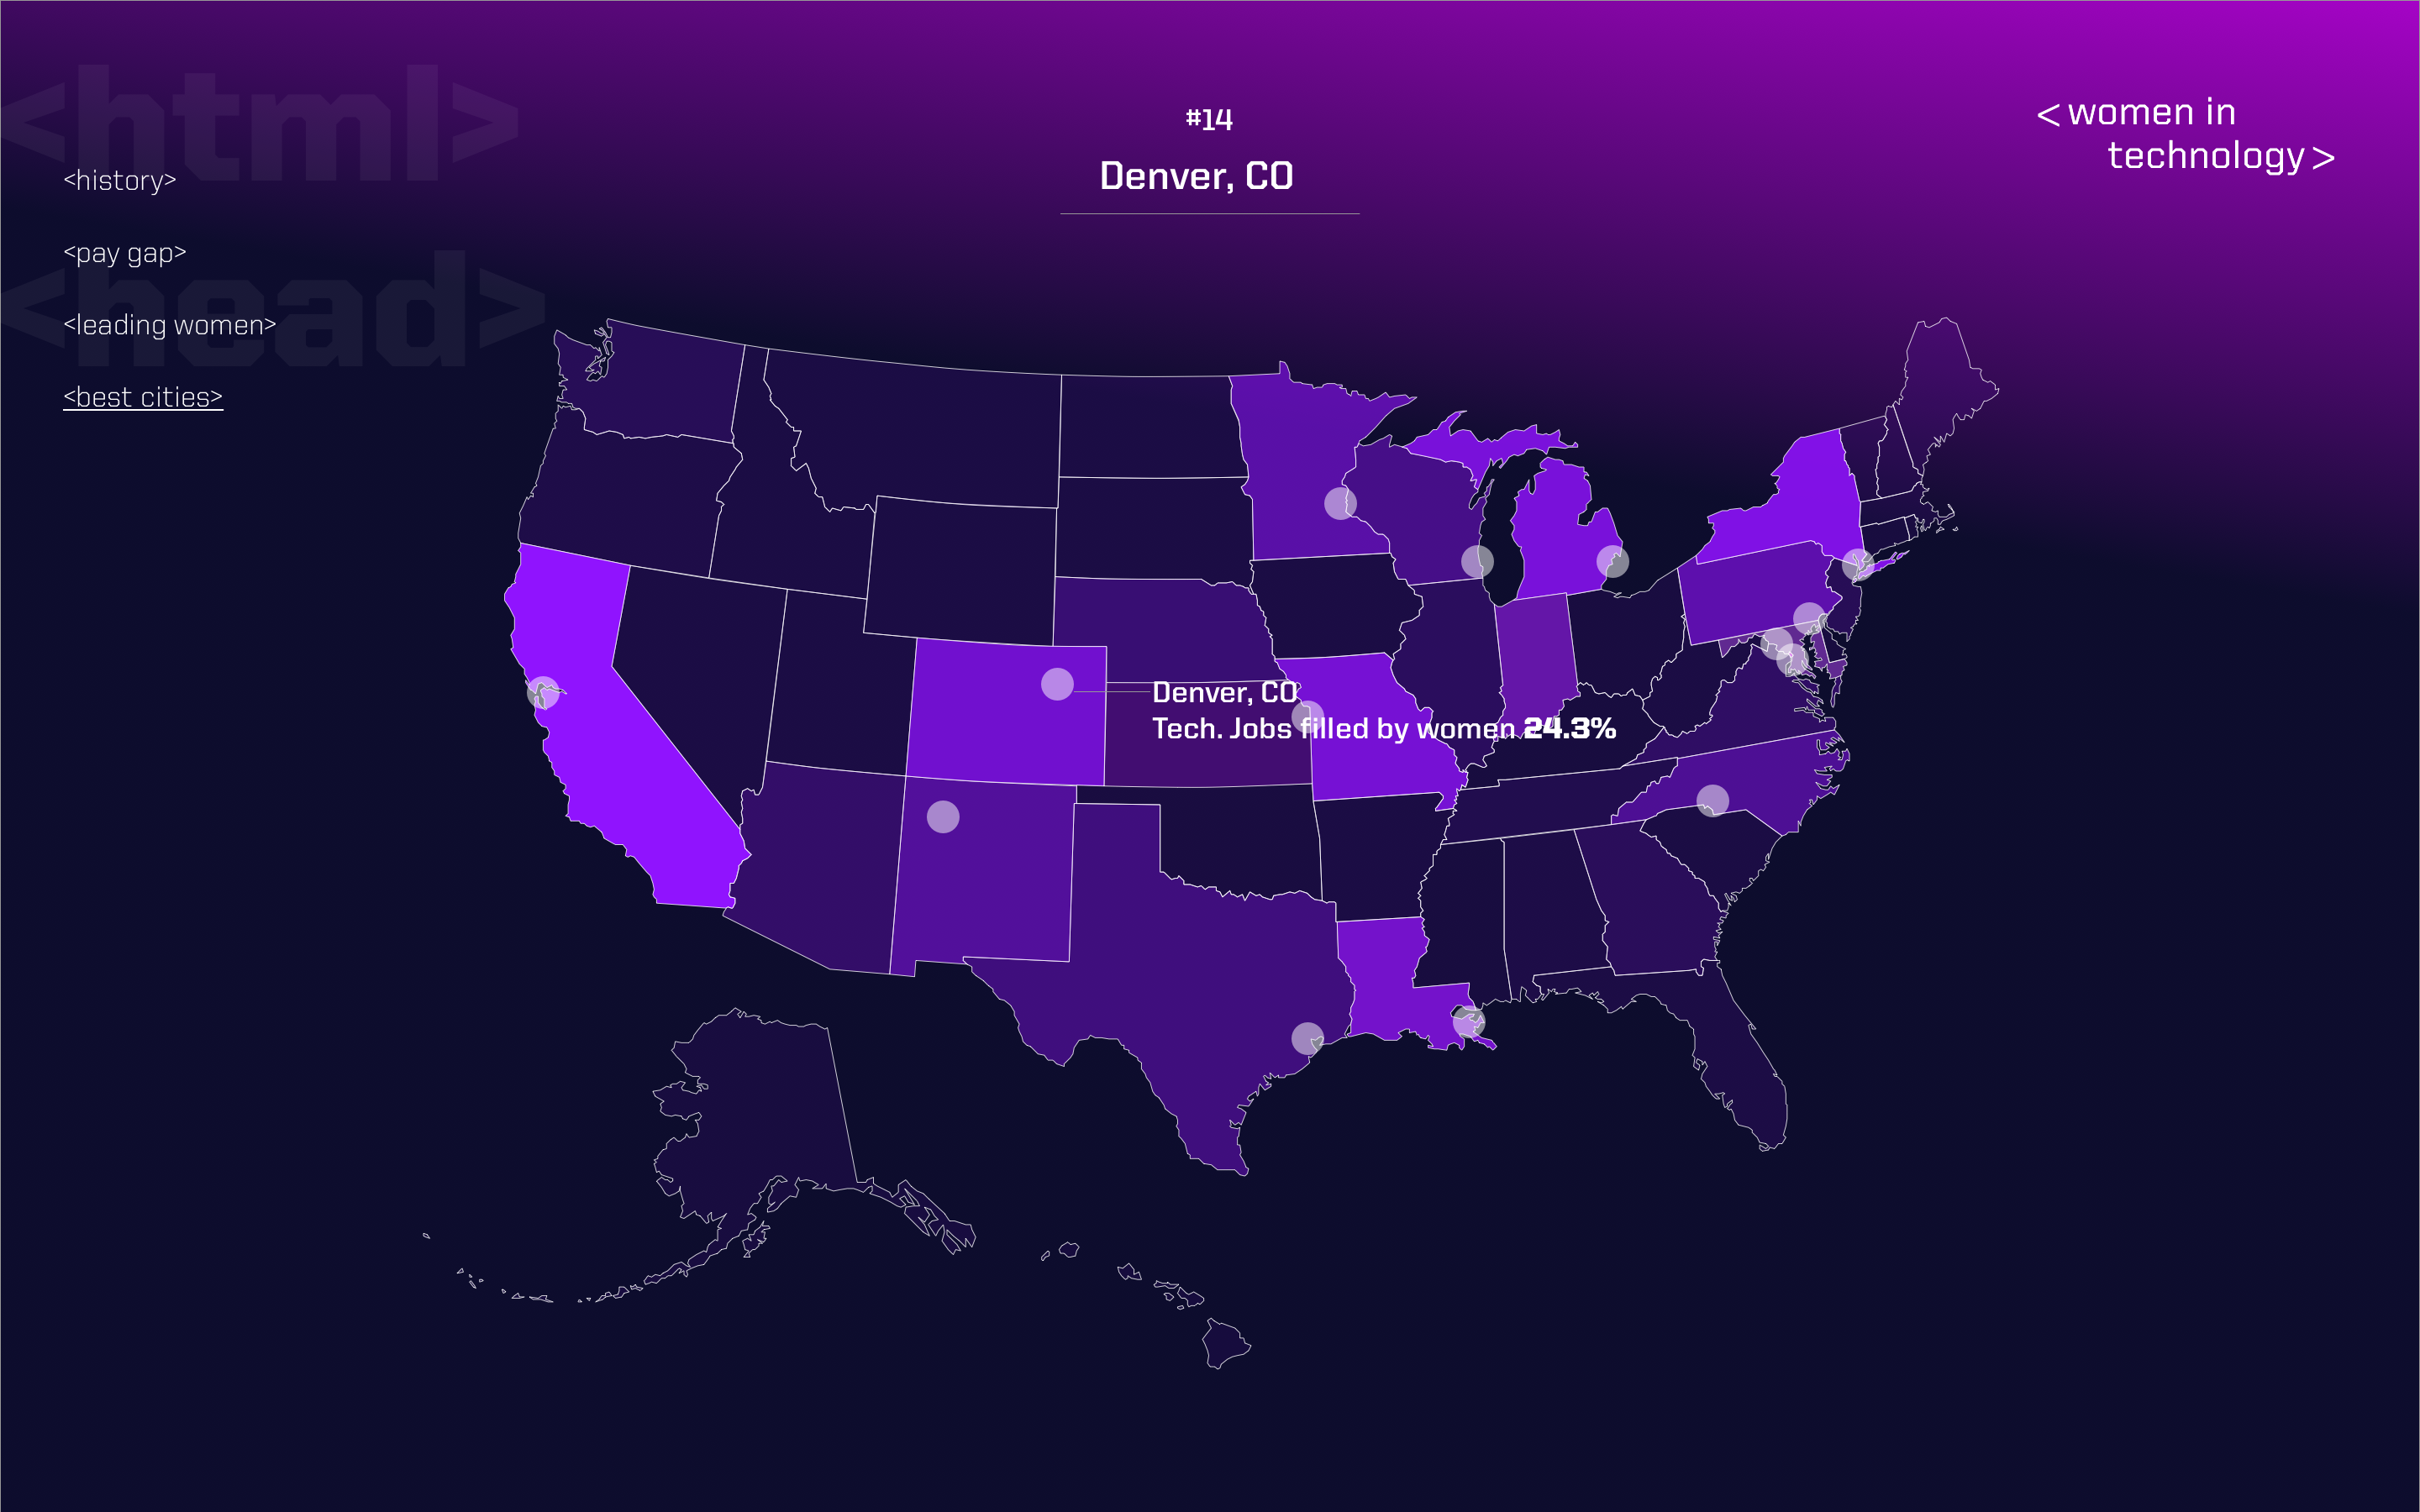 <html>
<history>
<pay gap>
<head>
<leading women>
<best cities>
#14
Denver, CO
< women in
technology >
Denver, CO
Tech. Jobs filled by women 24.3%